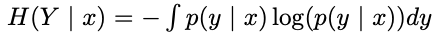 H(Y | x) = − ∫ p(y | x) log(p(y | x))dy